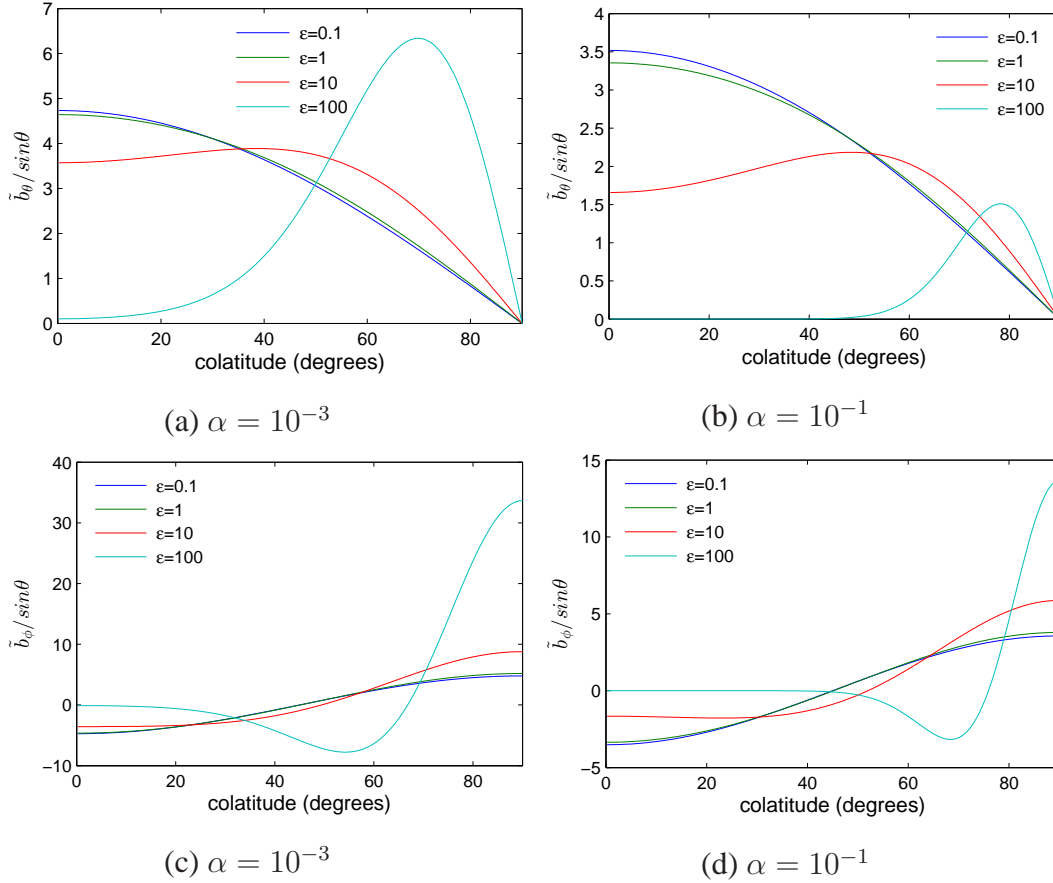 7
6
5
4
3
2
1
0
0
20
40
60
80
b̃θ/sinθ
colatitude (degrees)
ε=0.1
ε=1
ε=10
ε=100
(a) α = 10⁻³
4
3.5
3
2.5
2
1.5
1
0.5
0
0
20
40
60
80
b̃θ/sinθ
colatitude (degrees)
ε=0.1
ε=1
ε=10
ε=100
(b) α = 10⁻¹
40
30
20
10
0
−10
0
20
40
60
80
b̃ϕ/sinθ
colatitude (degrees)
ε=0.1
ε=1
ε=10
ε=100
(c) α = 10⁻³
15
10
5
0
−5
0
20
40
60
80
b̃ϕ/sinθ
colatitude (degrees)
ε=0.1
ε=1
ε=10
ε=100
(d) α = 10⁻¹